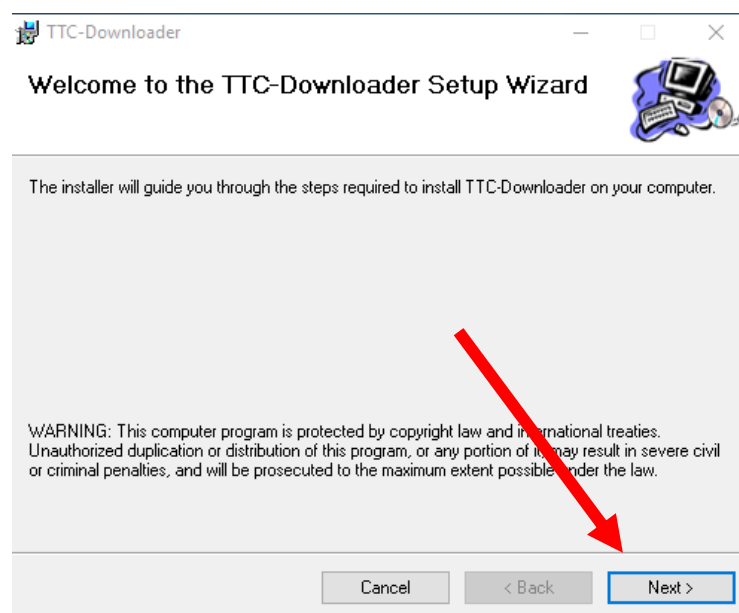 TTC-Downloader
Welcome to the TTC-Downloader Setup Wizard
The installer will guide you through the steps required to install TTC-Downloader on your computer.
WARNING: This computer program is protected by copyright law and international treaties.
Unauthorized duplication or distribution of this program, or any portion of it, may result in severe civil
or criminal penalties, and will be prosecuted to the maximum extent possible under the law.
Cancel < Back Next >